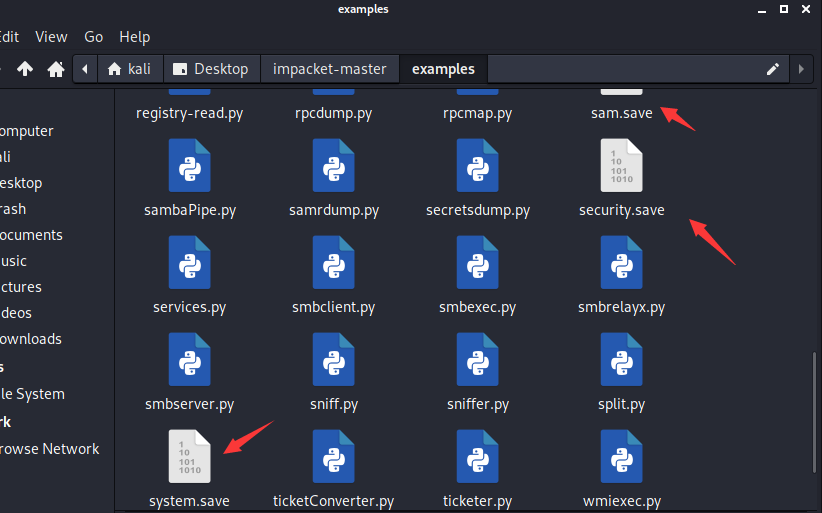 examples
dit View Go Help
kali Desktop impacket-master examples
omputer
ali
esktop
rash
ocuments
usic
ctures
deos
ownloads
s
le System
rk
rowse Network
registry-read.py rpcdump.py rpcmap.py sam.save
sambaPipe.py samrdump.py secretsdump.py security.save
services.py smbclient.py smbexec.py smbrelayx.py
smbserver.py sniff.py sniffer.py split.py
system.save ticketConverter.py ticketer.py wmiexec.py
1
10
101
1010
1
10
101
1010